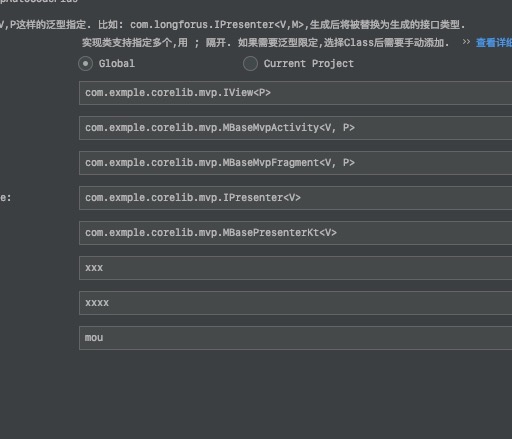 V,P这样的泛型指定. 比如: com.longforus.IPresenter<V,M>,生成后将被替换为生成的接口类型.
实现类支持指定多个,用 ; 隔开. 如果需要泛型限定,选择Class后需要手动添加. >> 查看详细
Global Current Project
com.exmple.corelib.mvp.IView<P>
com.exmple.corelib.mvp.MBaseMvpActivity<V, P>
com.exmple.corelib.mvp.MBaseMvpFragment<V, P>
e: com.exmple.corelib.mvp.IPresenter<V>
com.exmple.corelib.mvp.MBasePresenterKt<V>
xxx
xxxx
mou